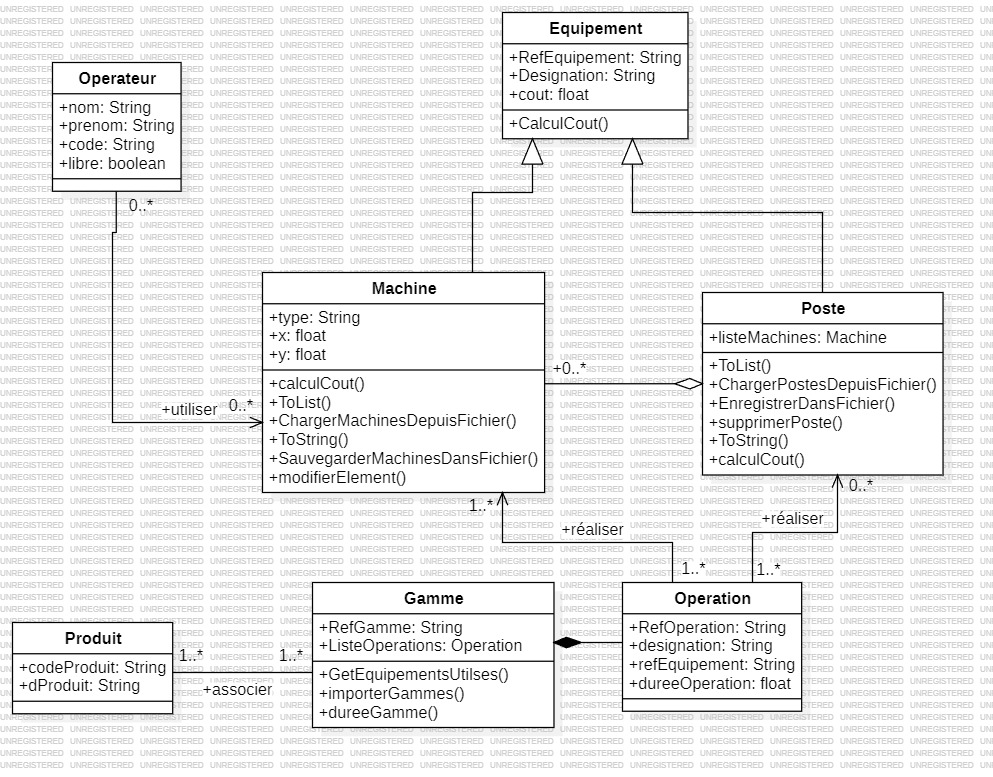 Equipement
+RefEquipement: String
+Designation: String
+cout: float
+CalculCout()
Operateur
+nom: String
+prenom: String
+code: String
+libre: boolean
0..*
Machine
+type: String
+x: float
+y: float
+calculCout()
+ToList()
+ChargerMachinesDepuisFichier()
+ToString()
+SauvegarderMachinesDansFichier()
+modifierElement()
Poste
+listeMachines: Machine
+ToList()
+ChargerPostesDepuisFichier()
+EnregistrerDansFichier()
+supprimerPoste()
+ToString()
+calculCout()
+0..*
+utiliser
0..*
1..*
+réaliser
1..*
0..*
+réaliser
1..*
Gamme
+RefGamme: String
+ListeOperations: Operation
+GetEquipementsUtilses()
+importerGammes()
+dureeGamme()
Operation
+RefOperation: String
+designation: String
+refEquipement: String
+dureeOperation: float
Produit
+codeProduit: String
+dProduit: String
1..*
1..*
+associer
UNREGISTERED